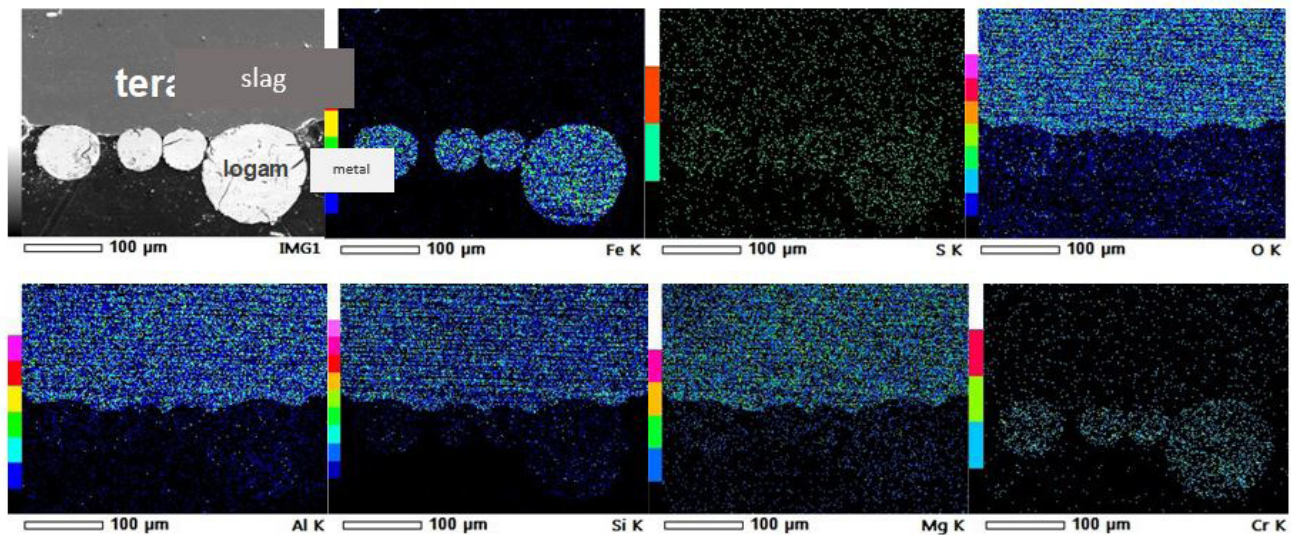 tera
slag
logam
metal
100 µm
IMG1
100 µm
Fe K
100 µm
S K
100 µm
O K
100 µm
Al K
100 µm
Si K
100 µm
Mg K
100 µm
Cr K